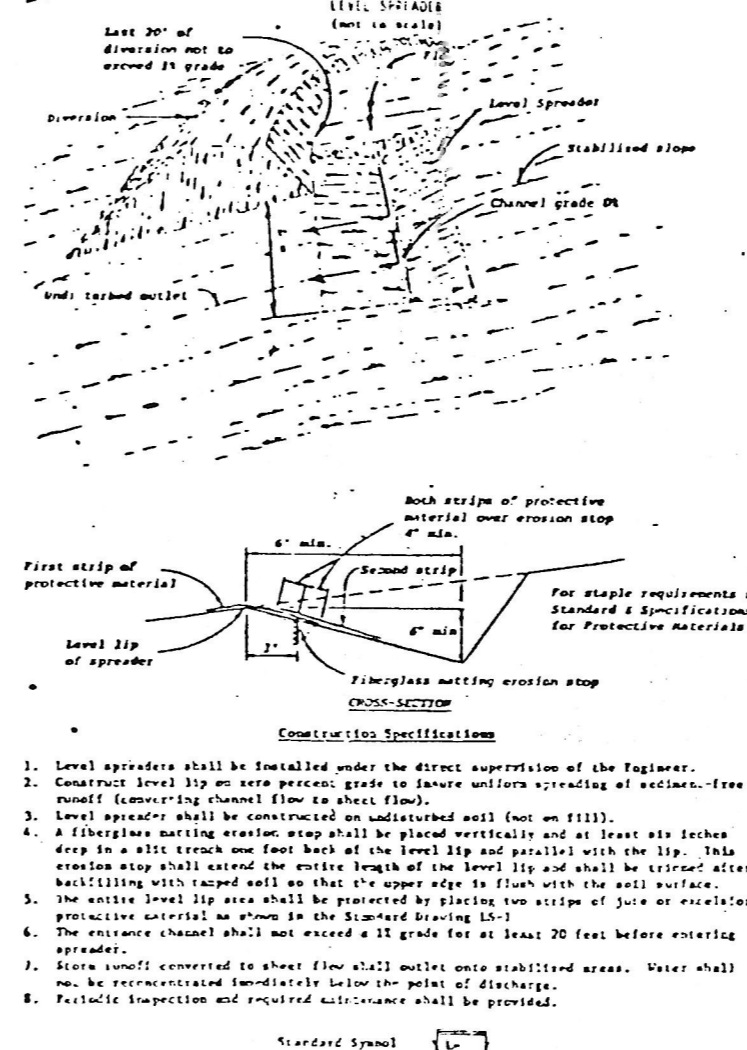 LEVEL SPREADER
(not to scale)
Last 20' of
diversion not to
exceed 1% grade
Diversion
Level Spreader
Stabilized slope
Channel grade 0%
Undisturbed outlet
Both strips of protective
material over erosion stop
4" min.
6' min.
First strip of
protective material
Second strip
For staple requirements
Standard & Specifications
for Protective Materials
6" min
Level lip
of spreader
1'
Fiberglass matting erosion stop
CROSS-SECTION
Construction Specifications
1. Level spreaders shall be installed under the direct supervision of the Engineer.
2. Construct level lip on zero percent grade to insure uniform spreading of sediment-free
runoff (converting channel flow to sheet flow).
3. Level spreader shall be constructed on undisturbed soil (not on fill).
4. A fiberglass matting erosion stop shall be placed vertically and at least six inches
deep in a slit trench one foot back of the level lip and parallel with the lip. This
erosion stop shall extend the entire length of the level lip and shall be trimmed after
backfilling with tamped soil so that the upper edge is flush with the soil surface.
5. The entire level lip area shall be protected by placing two strips of jute or excelsior
protective material as shown in the Standard Drawing LS-1
6. The entrance channel shall not exceed a 1% grade for at least 20 feet before entering
spreader.
7. Storm runoff converted to sheet flow shall outlet onto stabilized areas. Water shall
not be reconcentrated immediately below the point of discharge.
8. Periodic inspection and required maintenance shall be provided.
Standard Symbol